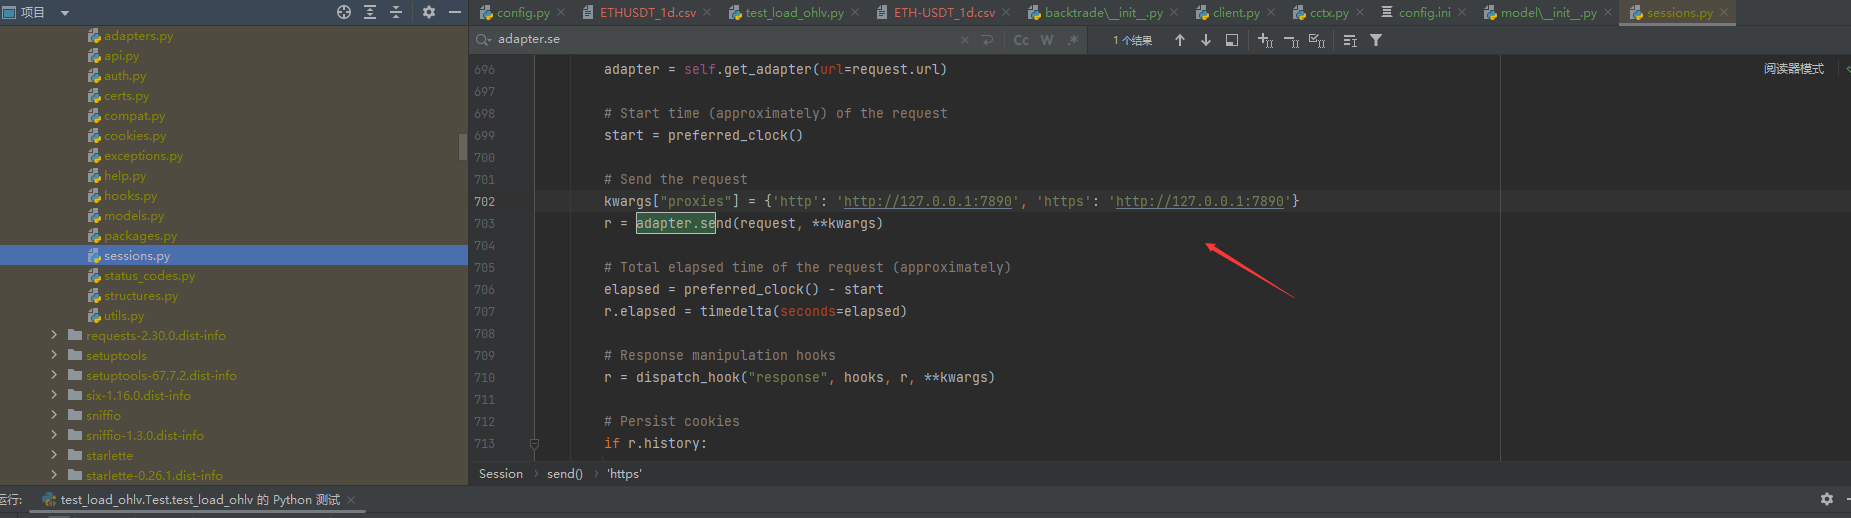 项目
adapters.py
api.py
auth.py
certs.py
compat.py
cookies.py
exceptions.py
help.py
hooks.py
models.py
packages.py
sessions.py
status_codes.py
structures.py
utils.py
requests-2.30.0.dist-info
setuptools
setuptools-67.7.2.dist-info
six-1.16.0.dist-info
sniffio
sniffio-1.3.0.dist-info
starlette
starlette-0.26.1.dist-info
config.py ETHUSDT_1d.csv test_load_ohlv.py ETH-USDT_1d.csv backtrade\__init__.py client.py cctx.py config.ini model\__init__.py sessions.py
adapter.se Cc W .* 1 个结果
阅读器模式
696 adapter = self.get_adapter(url=request.url)
697
698 # Start time (approximately) of the request
699 start = preferred_clock()
700
701 # Send the request
702 kwargs["proxies"] = {'http': 'http://127.0.0.1:7890', 'https': 'http://127.0.0.1:7890'}
703 r = adapter.send(request, **kwargs)
704
705 # Total elapsed time of the request (approximately)
706 elapsed = preferred_clock() - start
707 r.elapsed = timedelta(seconds=elapsed)
708
709 # Response manipulation hooks
710 r = dispatch_hook("response", hooks, r, **kwargs)
711
712 # Persist cookies
713 if r.history:
Session › send() › 'https'
运行: test_load_ohlv.Test.test_load_ohlv 的 Python 测试